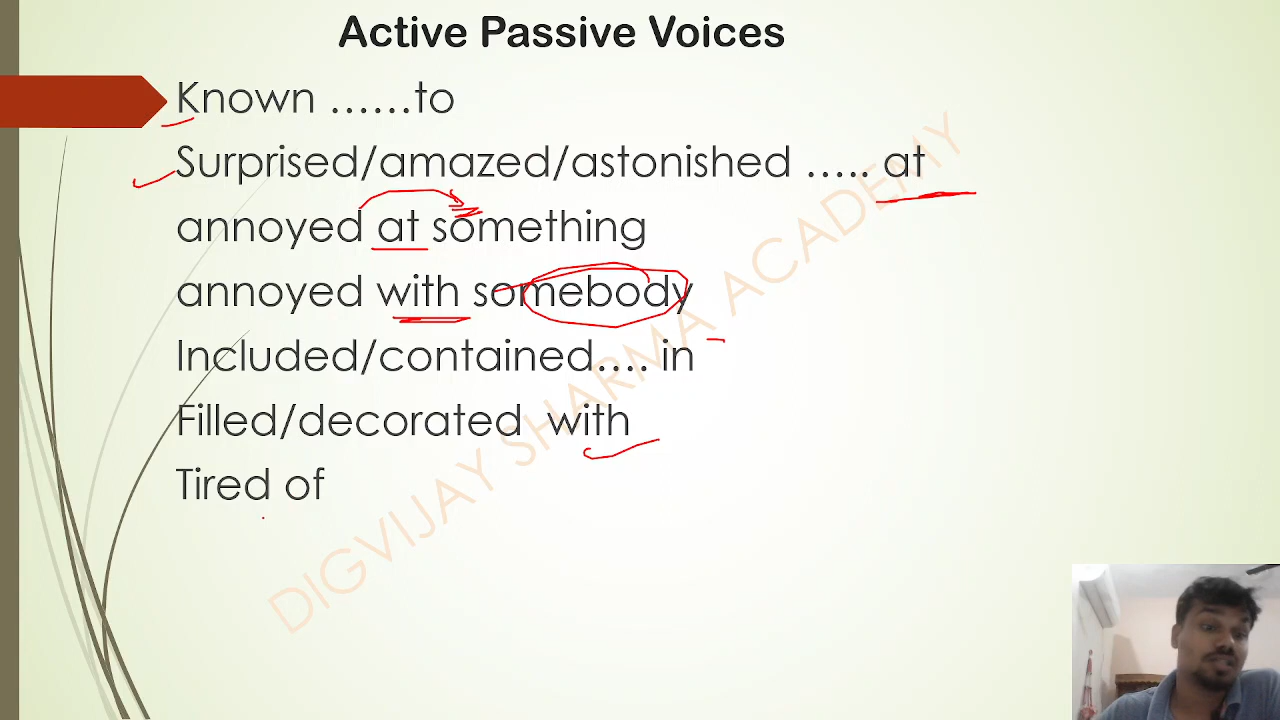 Active Passive Voices
Known ......to
Surprised/amazed/astonished ..... at
annoyed at something
annoyed with somebody
Included/contained.... in
Filled/decorated with
Tired of
DIGVIJAY SHARMA ACADEMY